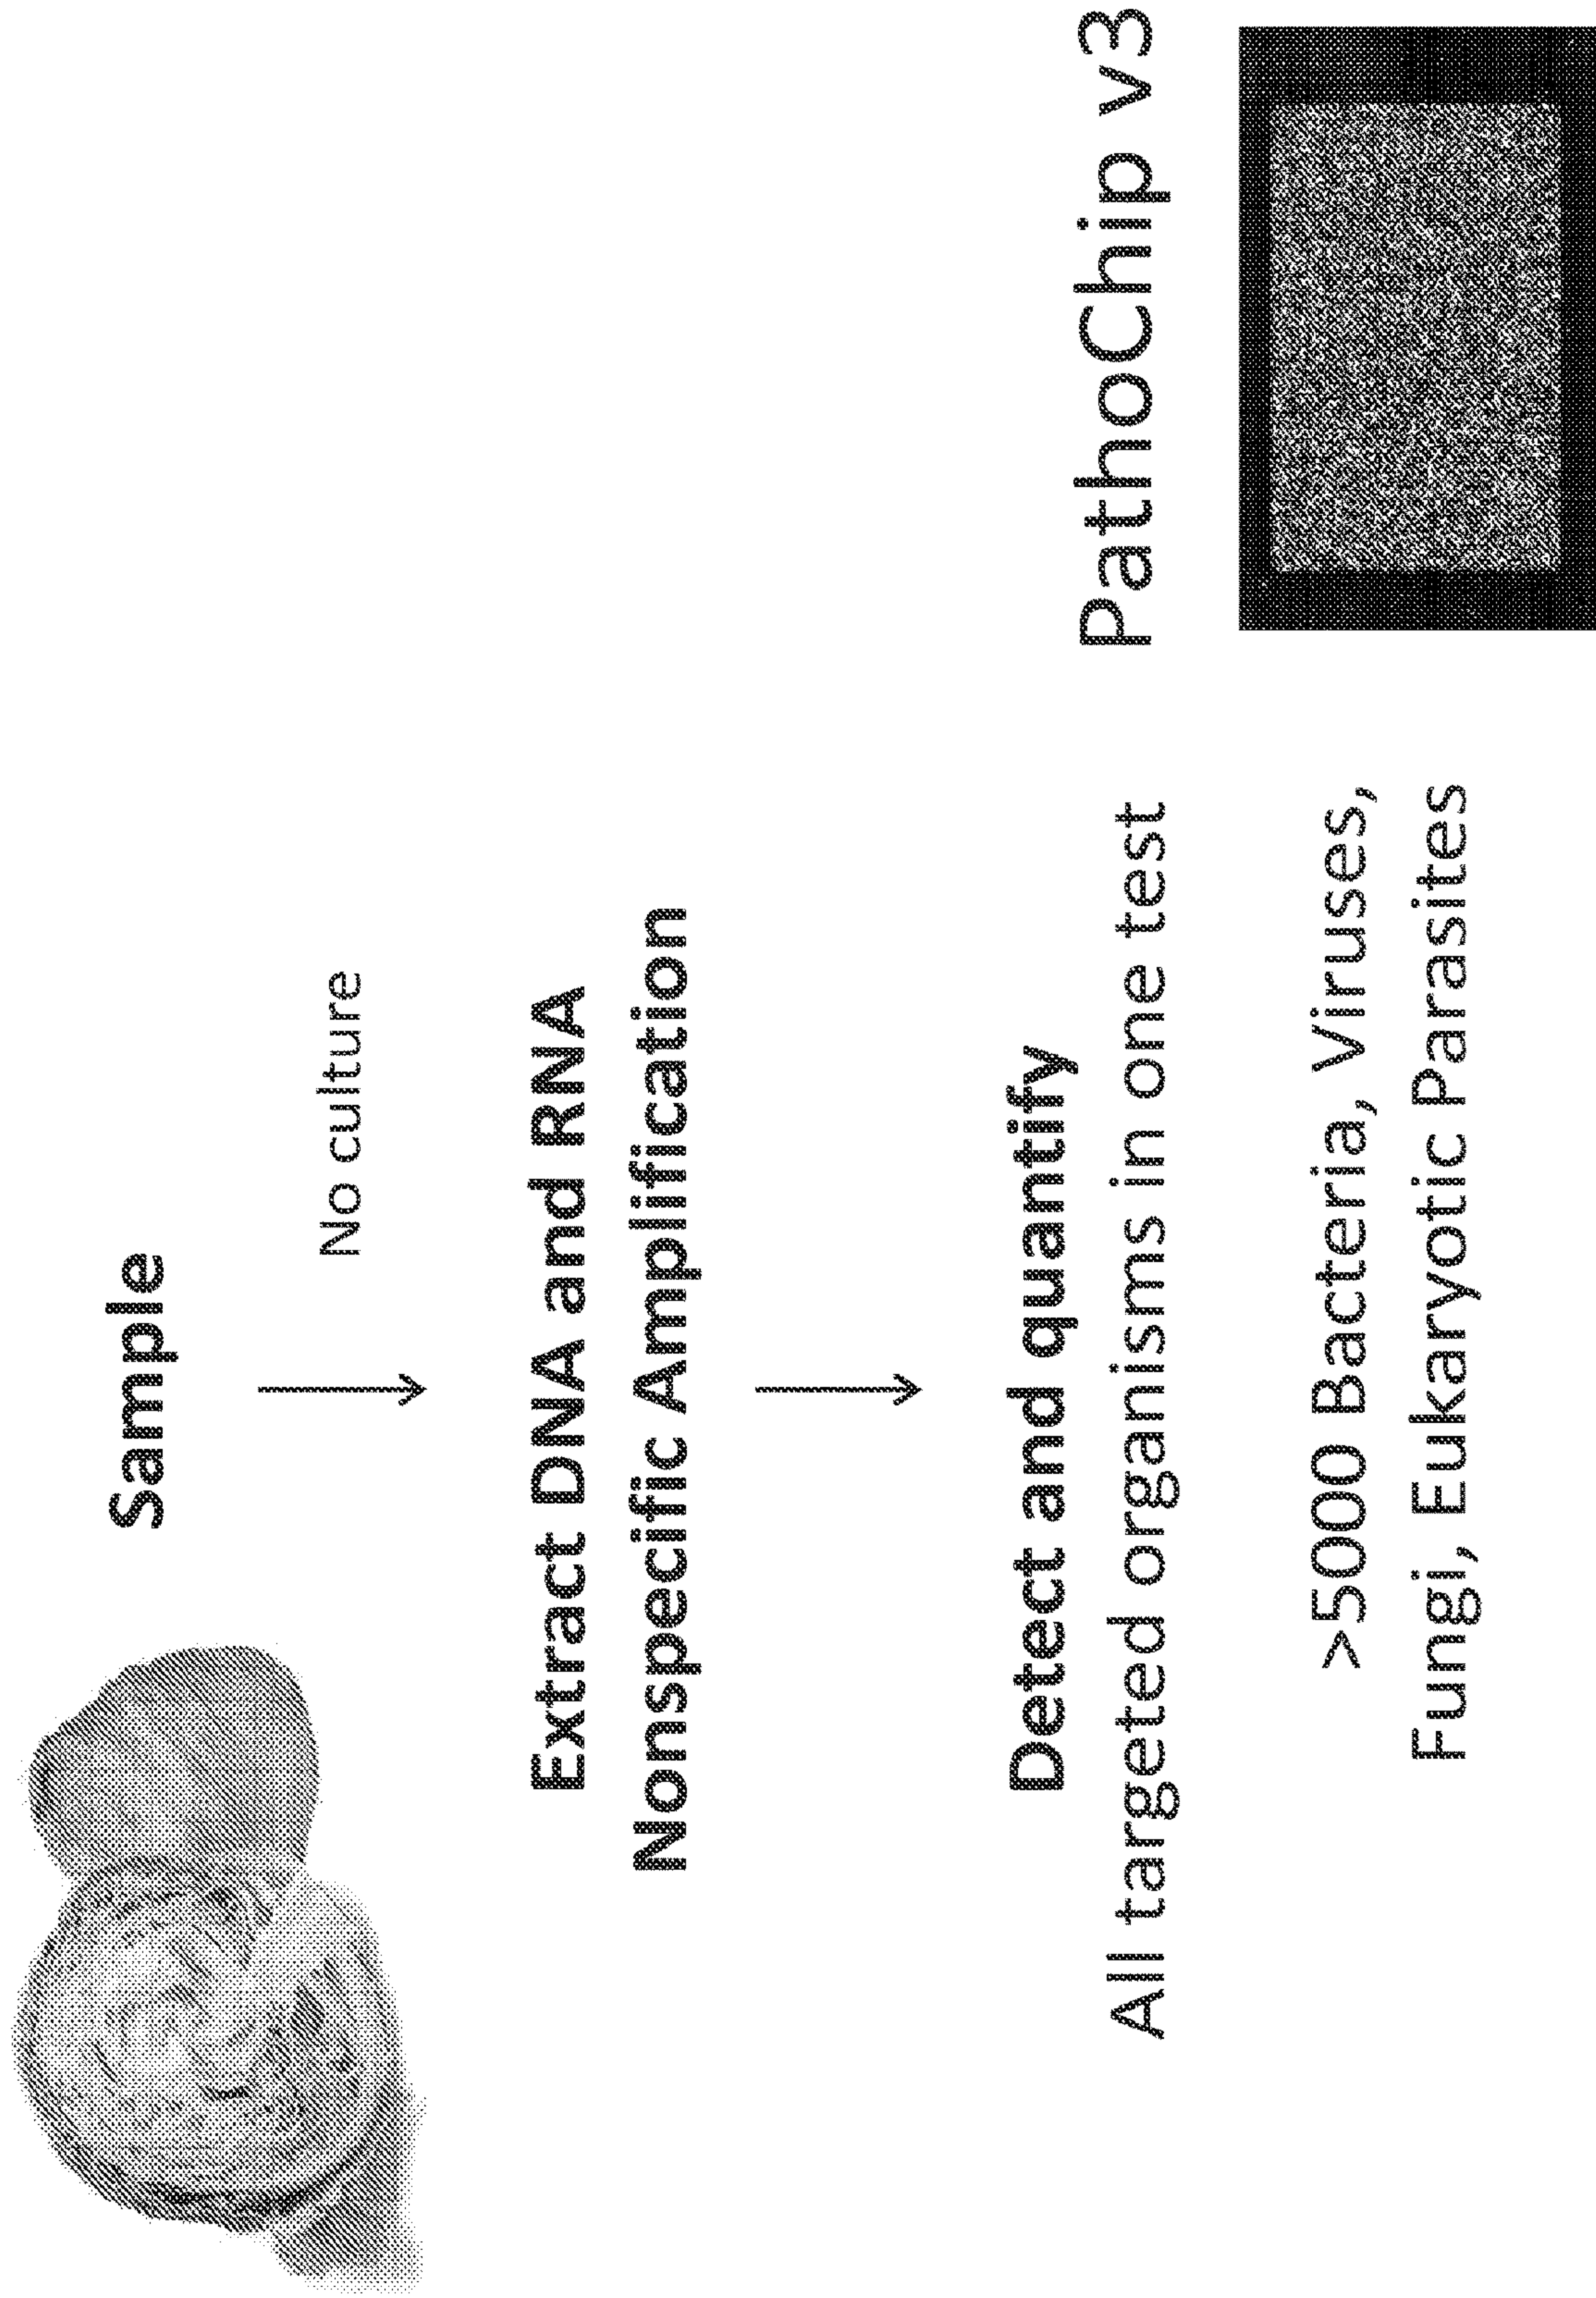 Sample
No culture
Extract DNA and RNA
Nonspecific Amplification
Detect and quantify
All targeted organisms in one test
PathoChip v3
>5000 Bacteria, Viruses,
Fungi, Eukaryotic Parasites